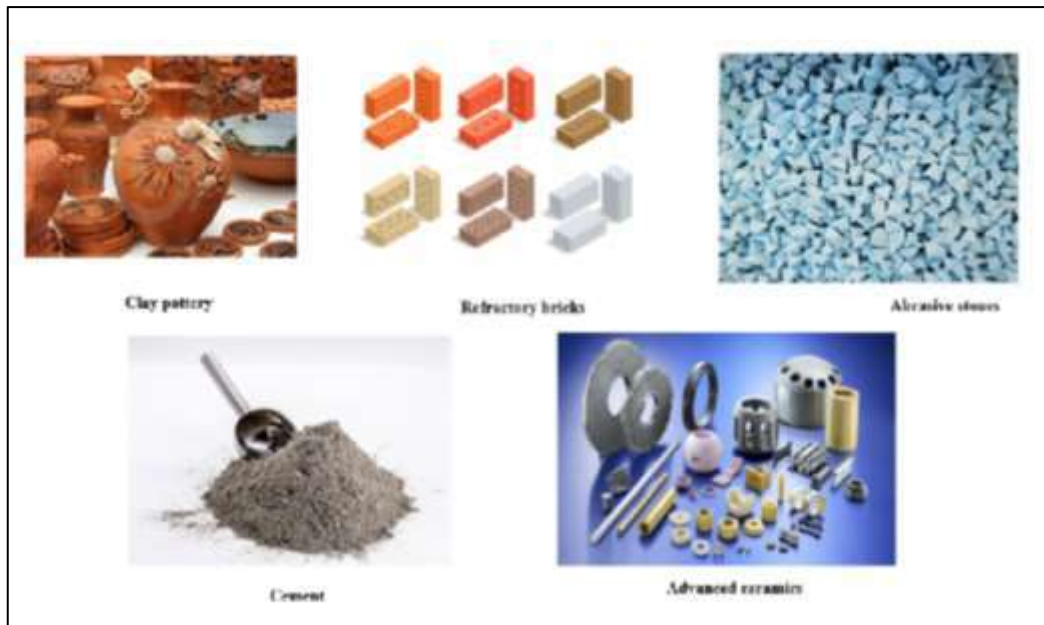 Clay pottery
Refractory bricks
Abrasive stones
Cement
Advanced ceramics